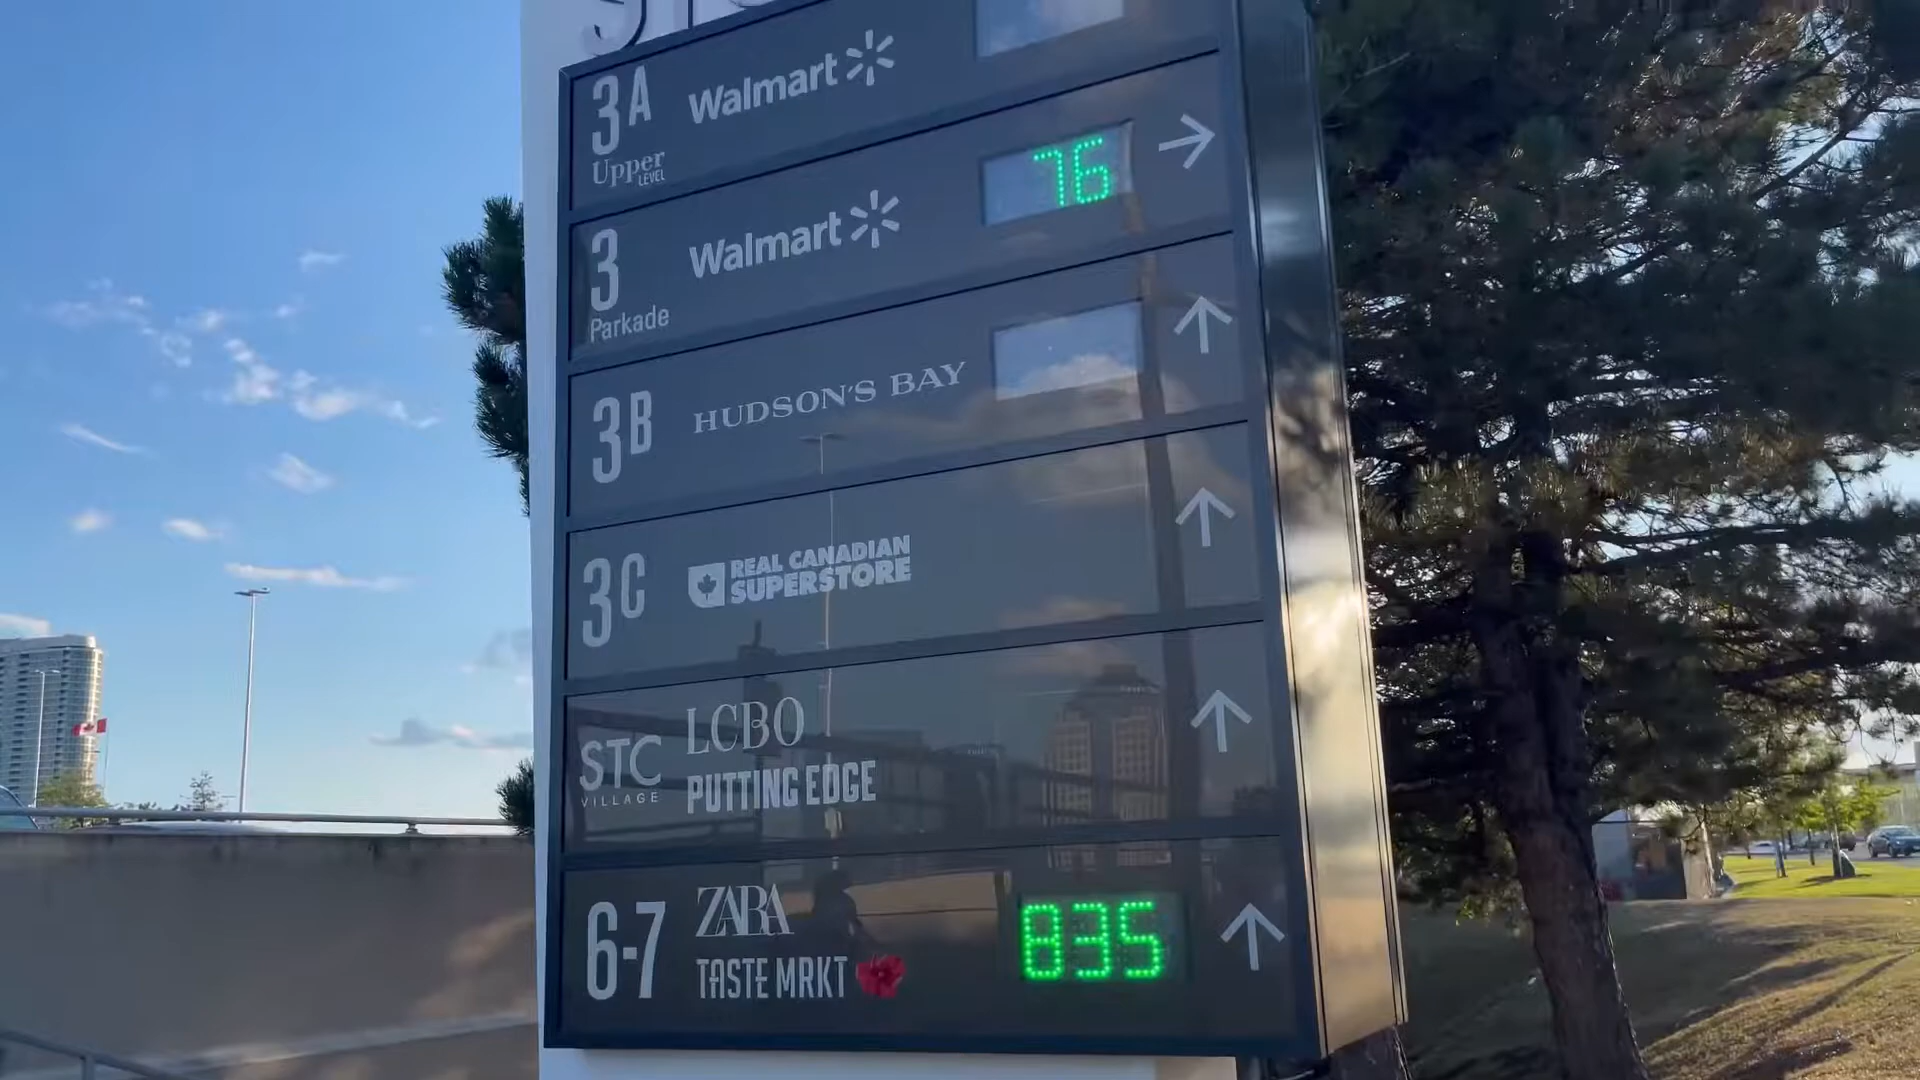 3A Walmart
Upper
LEVEL
76 →
3 Walmart
Parkade
↑
3B HUDSON'S BAY
↑
3C REAL CANADIAN
SUPERSTORE
LCBO ↑
STC
VILLAGE
PUTTING EDGE
6-7 ZARA 835 ↑
TASTE MRKT